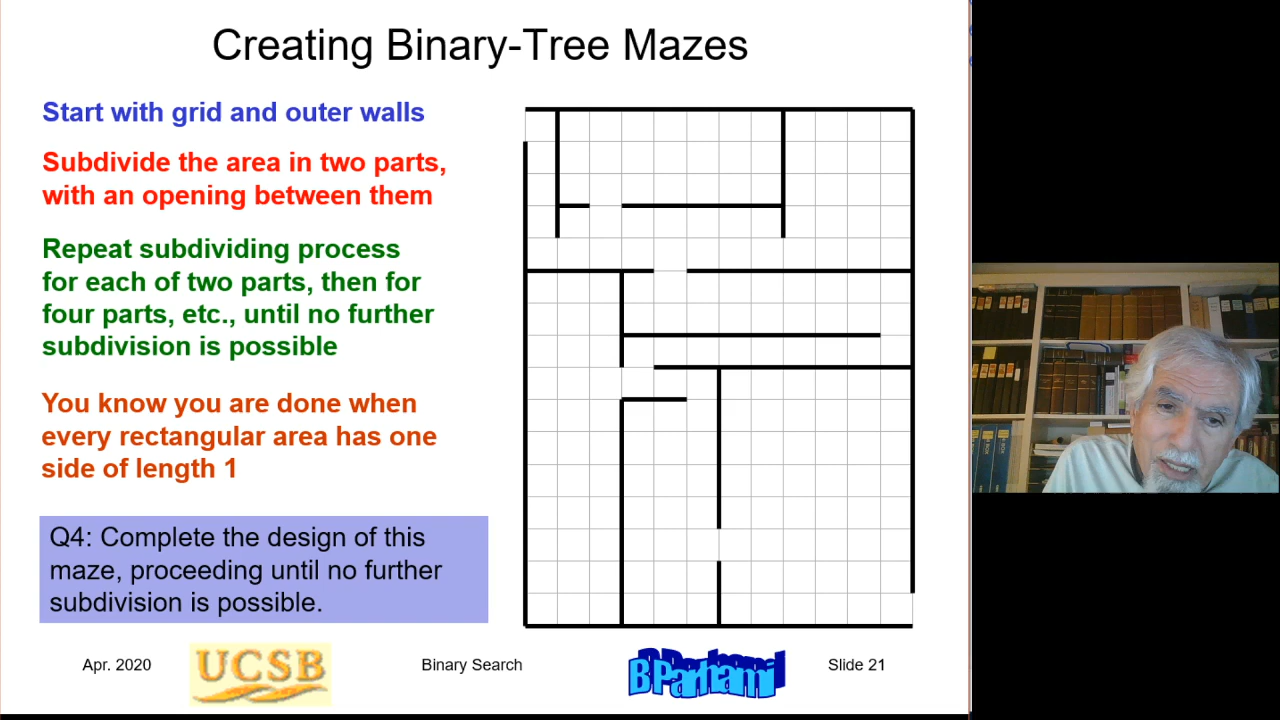 Creating Binary-Tree Mazes
Start with grid and outer walls
Subdivide the area in two parts,
with an opening between them
Repeat subdividing process
for each of two parts, then for
four parts, etc., until no further
subdivision is possible
You know you are done when
every rectangular area has one
side of length 1
Q4: Complete the design of this
maze, proceeding until no further
subdivision is possible.
Apr. 2020
UCSB
Binary Search
BParhami
Slide 21